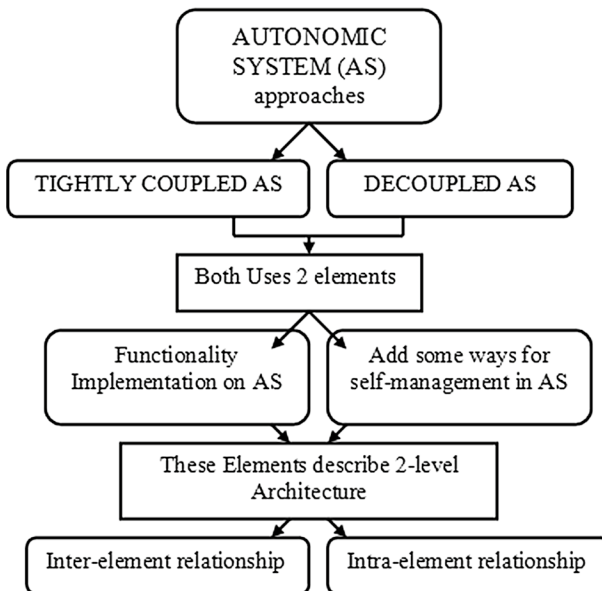 AUTONOMIC
SYSTEM (AS)
approaches
TIGHTLY COUPLED AS
DECOUPLED AS
Both Uses 2 elements
Functionality
Implementation on AS
Add some ways for
self-management in AS
These Elements describe 2-level
Architecture
Inter-element relationship
Intra-element relationship